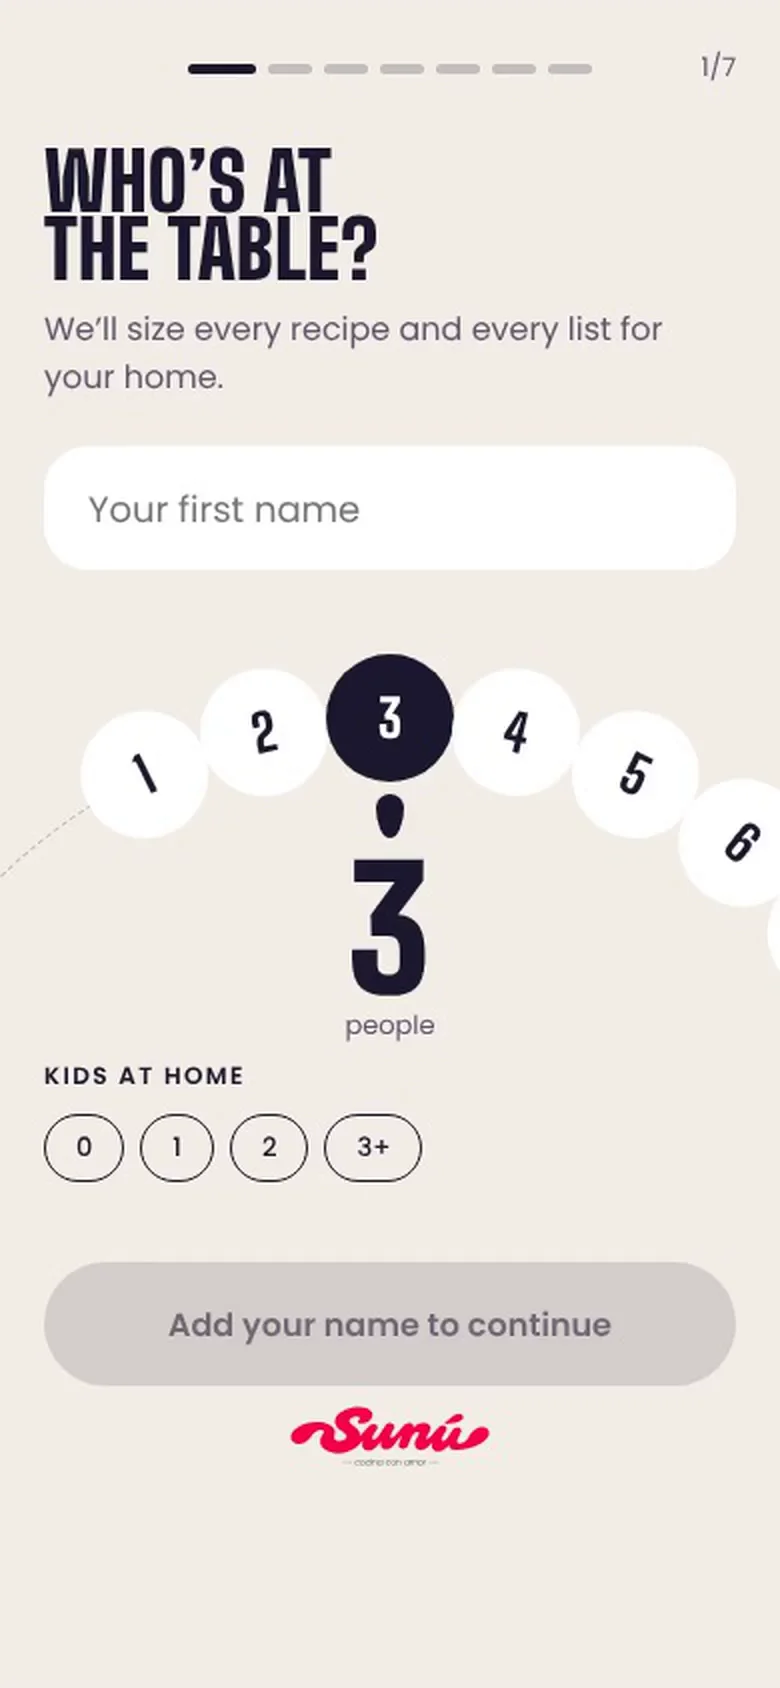 1/7
WHO’S AT
THE TABLE?
We’ll size every recipe and every list for
your home.
Your first name
1
2
3
4
5
6
3
people
KIDS AT HOME
0 1 2 3+
Add your name to continue
Sunú